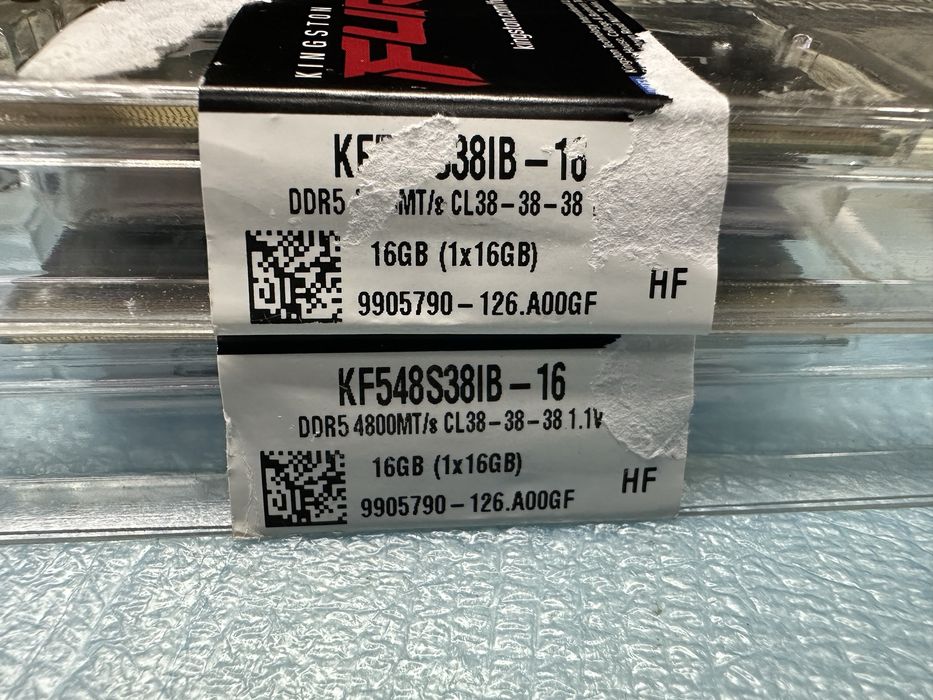 KINGSTON
FURY
DDR5 MT/s CL38-38-38
16GB (1x16GB)
9905790-126.A00GF
HF
KF548S38IB-16
DDR5 4800MT/s CL38-38-38 1.1V
16GB (1x16GB)
9905790-126.A00GF
HF